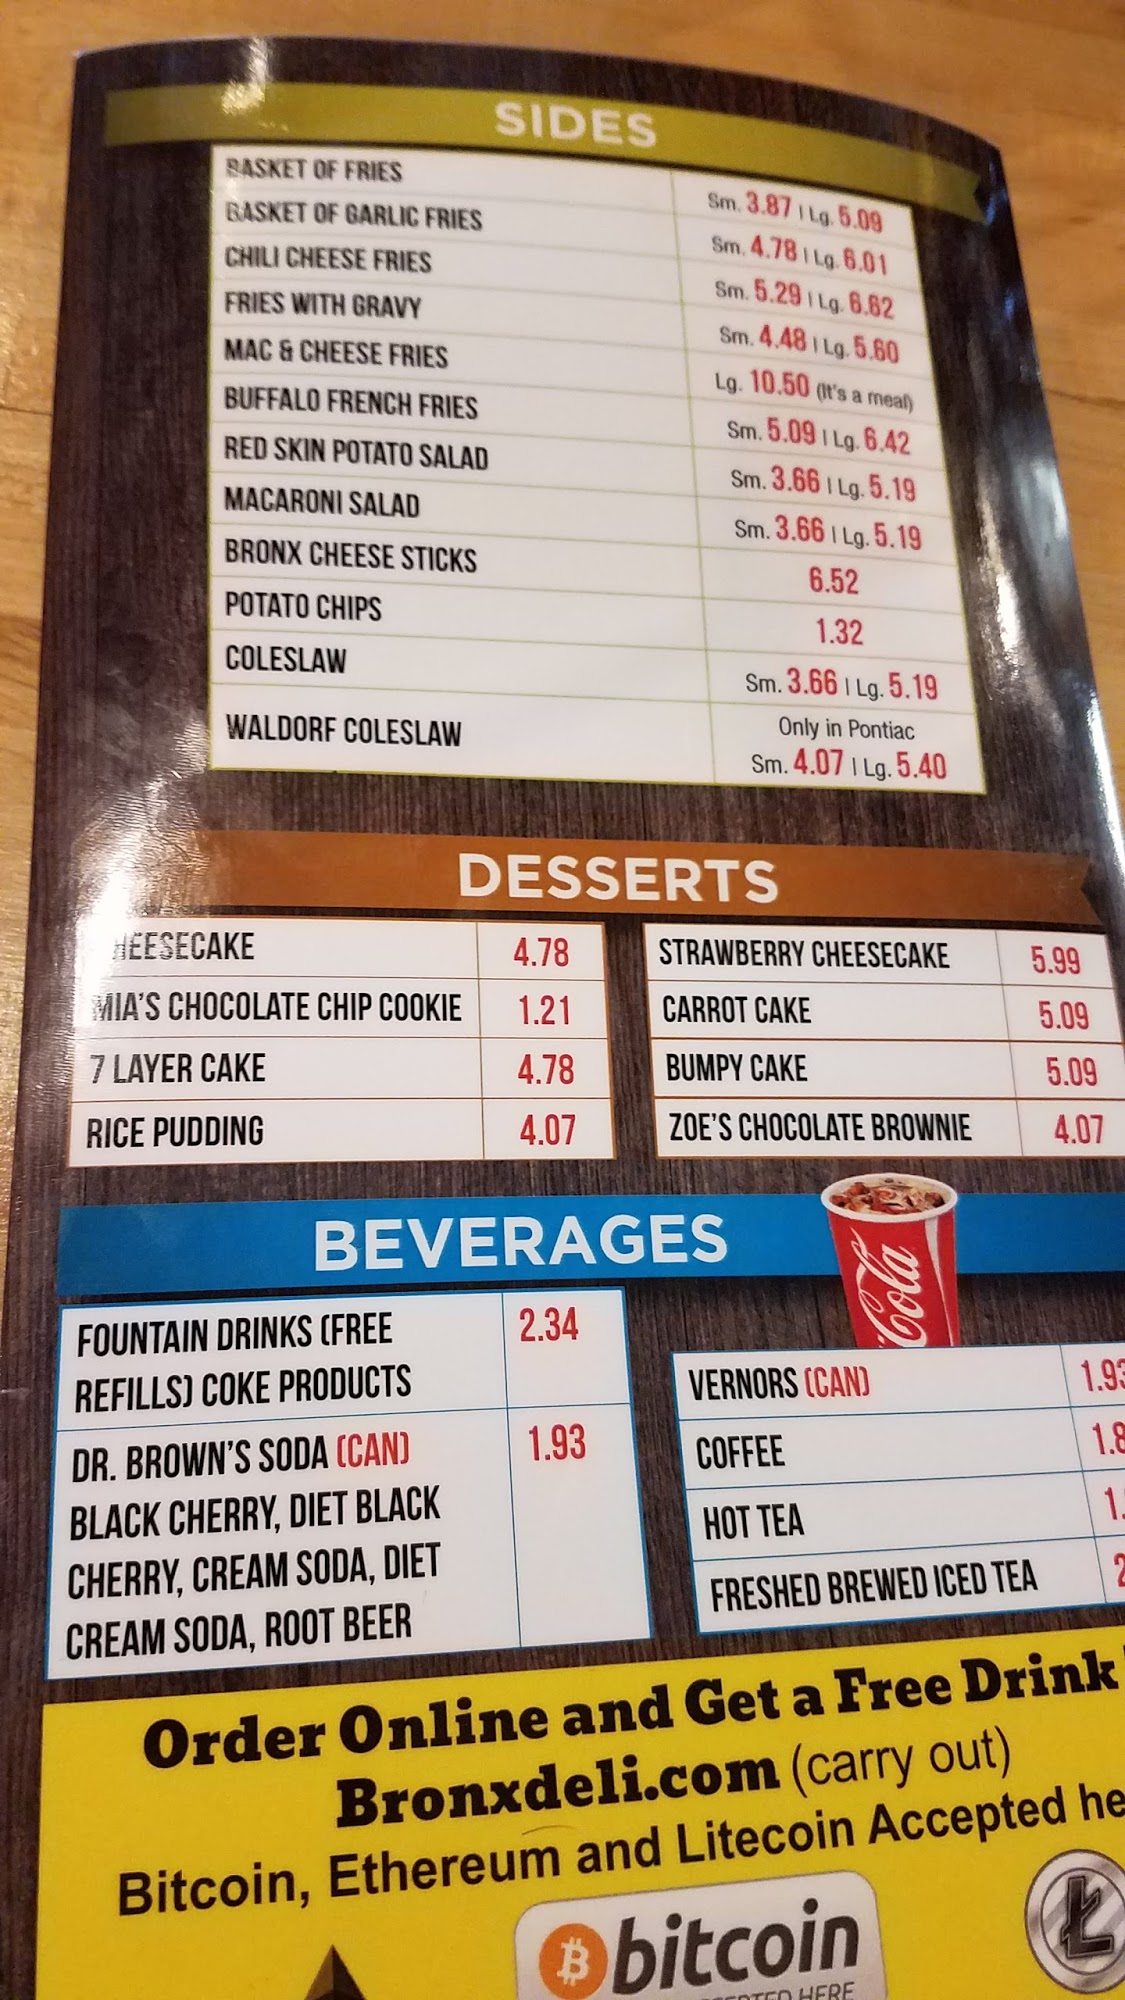 SIDES
BASKET OF FRIES Sm. 3.87 | Lg. 5.09
BASKET OF GARLIC FRIES Sm. 4.78 | Lg. 6.01
CHILI CHEESE FRIES Sm. 5.29 | Lg. 6.62
FRIES WITH GRAVY Sm. 4.48 | Lg. 5.60
MAC & CHEESE FRIES Lg. 10.50 (It's a meal)
BUFFALO FRENCH FRIES Sm. 5.09 | Lg. 6.42
RED SKIN POTATO SALAD Sm. 3.66 | Lg. 5.19
MACARONI SALAD Sm. 3.66 | Lg. 5.19
BRONX CHEESE STICKS 6.52
POTATO CHIPS 1.32
COLESLAW Sm. 3.66 | Lg. 5.19
WALDORF COLESLAW Only in Pontiac
Sm. 4.07 | Lg. 5.40
DESSERTS
CHEESECAKE 4.78
MIA'S CHOCOLATE CHIP COOKIE 1.21
7 LAYER CAKE 4.78
RICE PUDDING 4.07
STRAWBERRY CHEESECAKE 5.99
CARROT CAKE 5.09
BUMPY CAKE 5.09
ZOE'S CHOCOLATE BROWNIE 4.07
BEVERAGES
Cola
FOUNTAIN DRINKS (FREE 2.34
REFILLS) COKE PRODUCTS
DR. BROWN'S SODA (CAN) 1.93
BLACK CHERRY, DIET BLACK
CHERRY, CREAM SODA, DIET
CREAM SODA, ROOT BEER
VERNORS (CAN) 1.93
COFFEE 1.8
HOT TEA 1.
FRESHED BREWED ICED TEA 2
Order Online and Get a Free Drink
Bronxdeli.com (carry out)
Bitcoin, Ethereum and Litecoin Accepted he
bitcoin
HERE